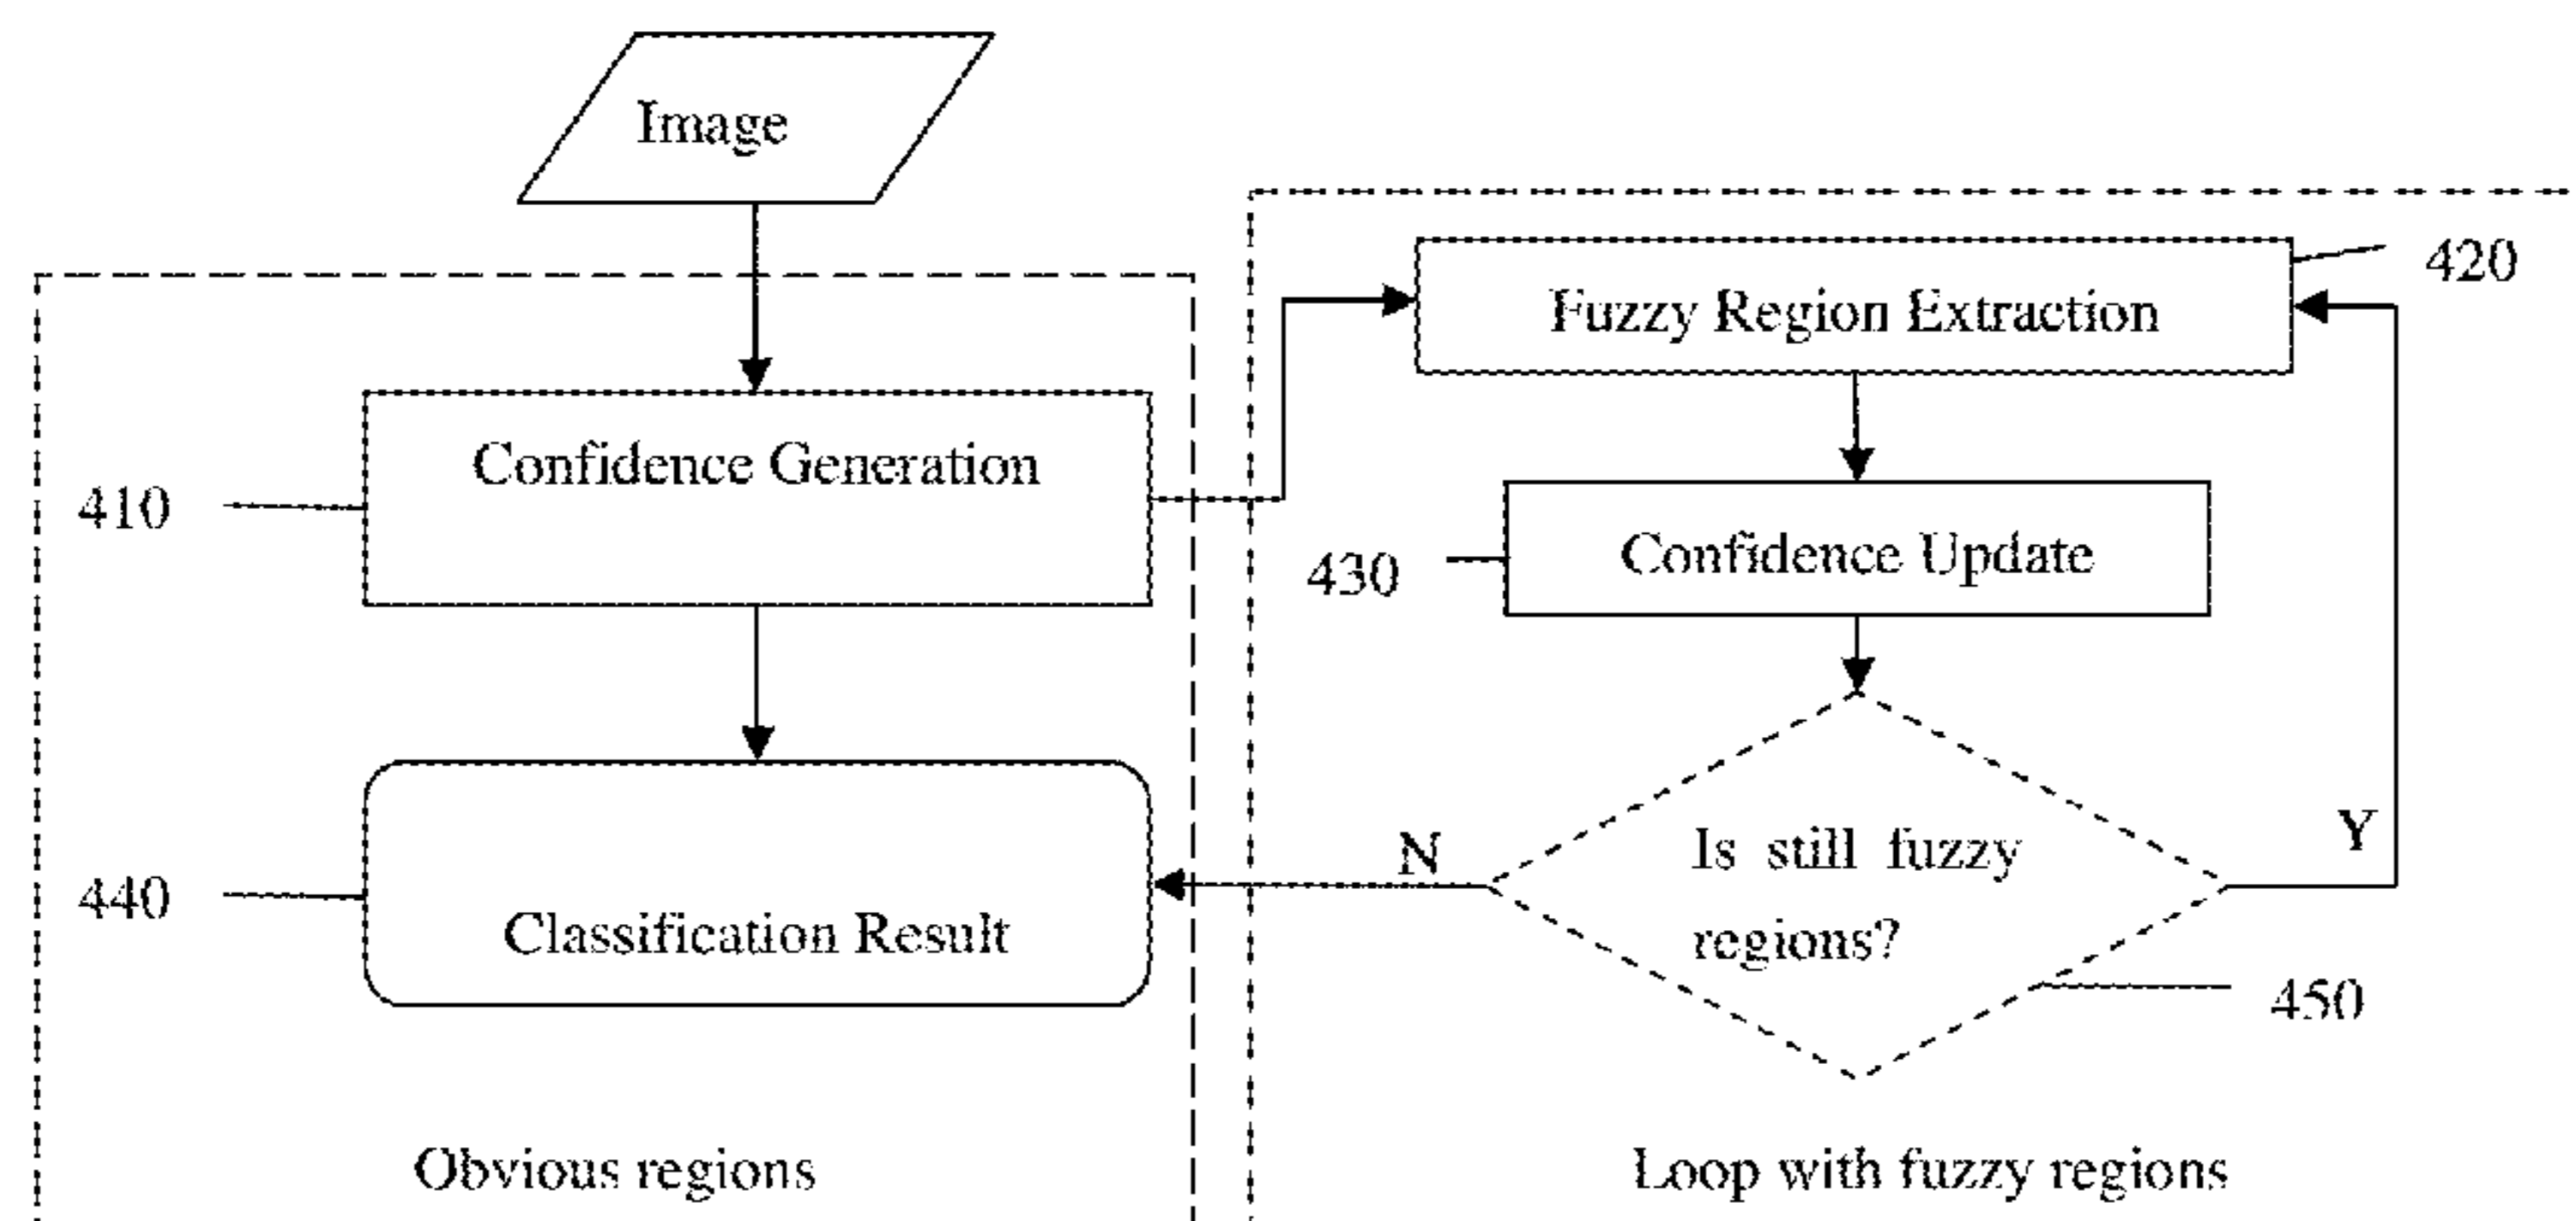 Image
Confidence Generation
410
Classification Result
440
Obvious regions
Fuzzy Region Extraction
420
Confidence Update
430
Is still fuzzy
regions?
N
Y
450
Loop with fuzzy regions